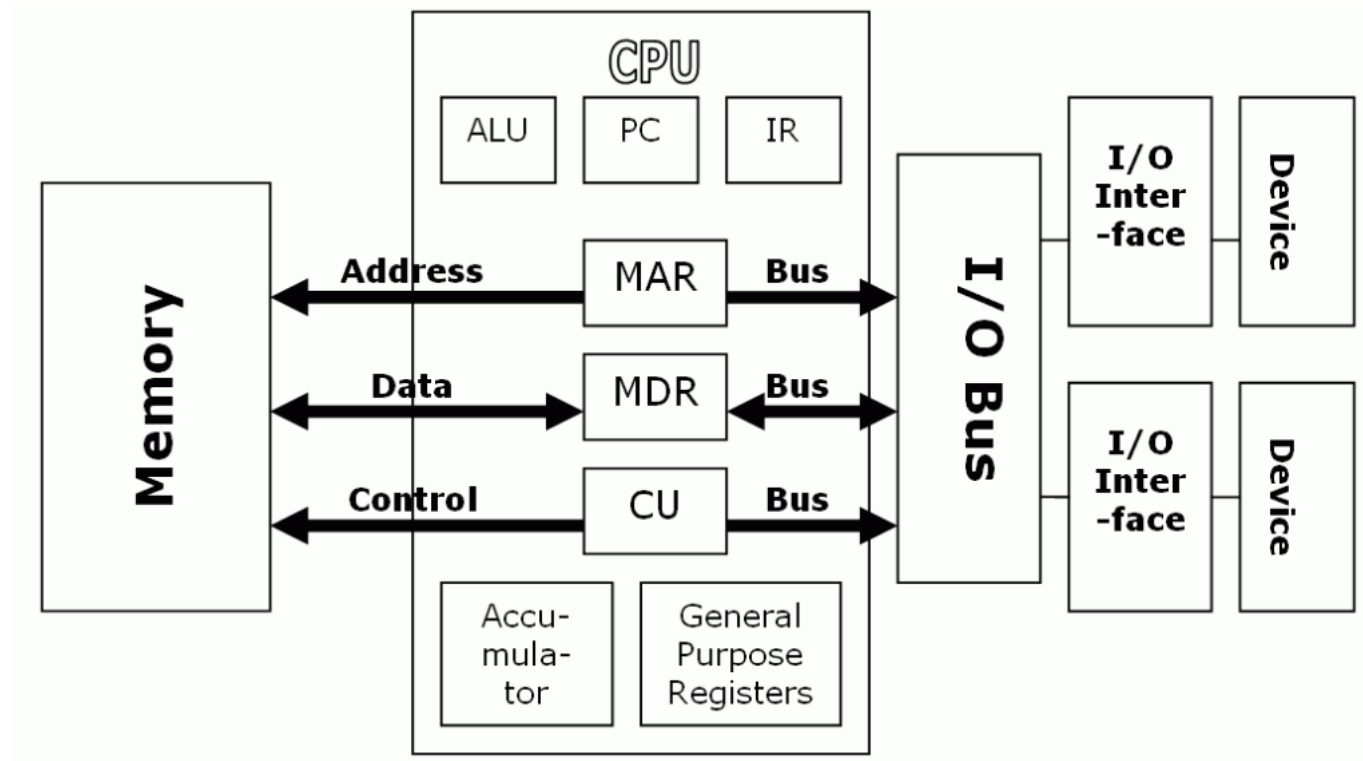 CPU
ALU
PC
IR
Memory
Address
MAR
Bus
Data
MDR
Bus
Control
CU
Bus
Accu-
mula-
tor
General
Purpose
Registers
I/O Bus
I/O
Inter
-face
Device
I/O
Inter
-face
Device